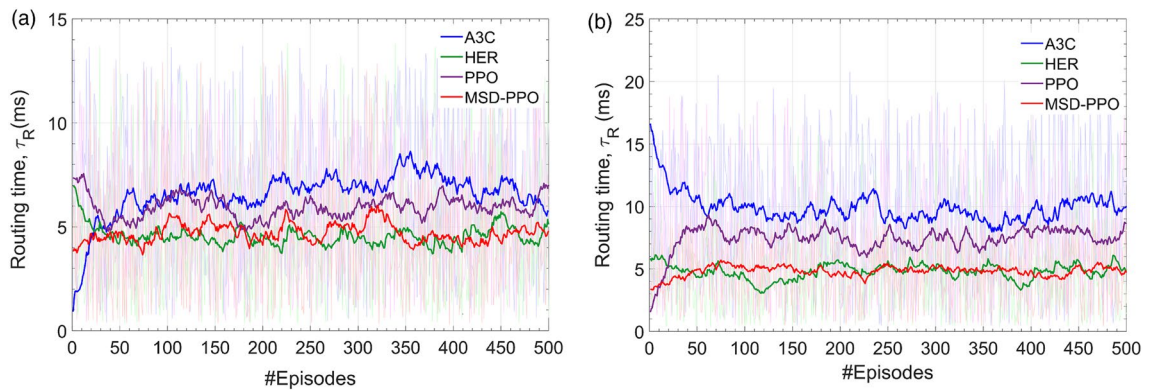 (a)
15
10
5
0
Routing time, τ_R(ms)
A3C
HER
PPO
MSD-PPO
0 50 100 150 200 250 300 350 400 450 500
#Episodes
(b)
25
20
15
10
5
0
Routing time, τ_R (ms)
A3C
HER
PPO
MSD-PPO
0 50 100 150 200 250 300 350 400 450 500
#Episodes